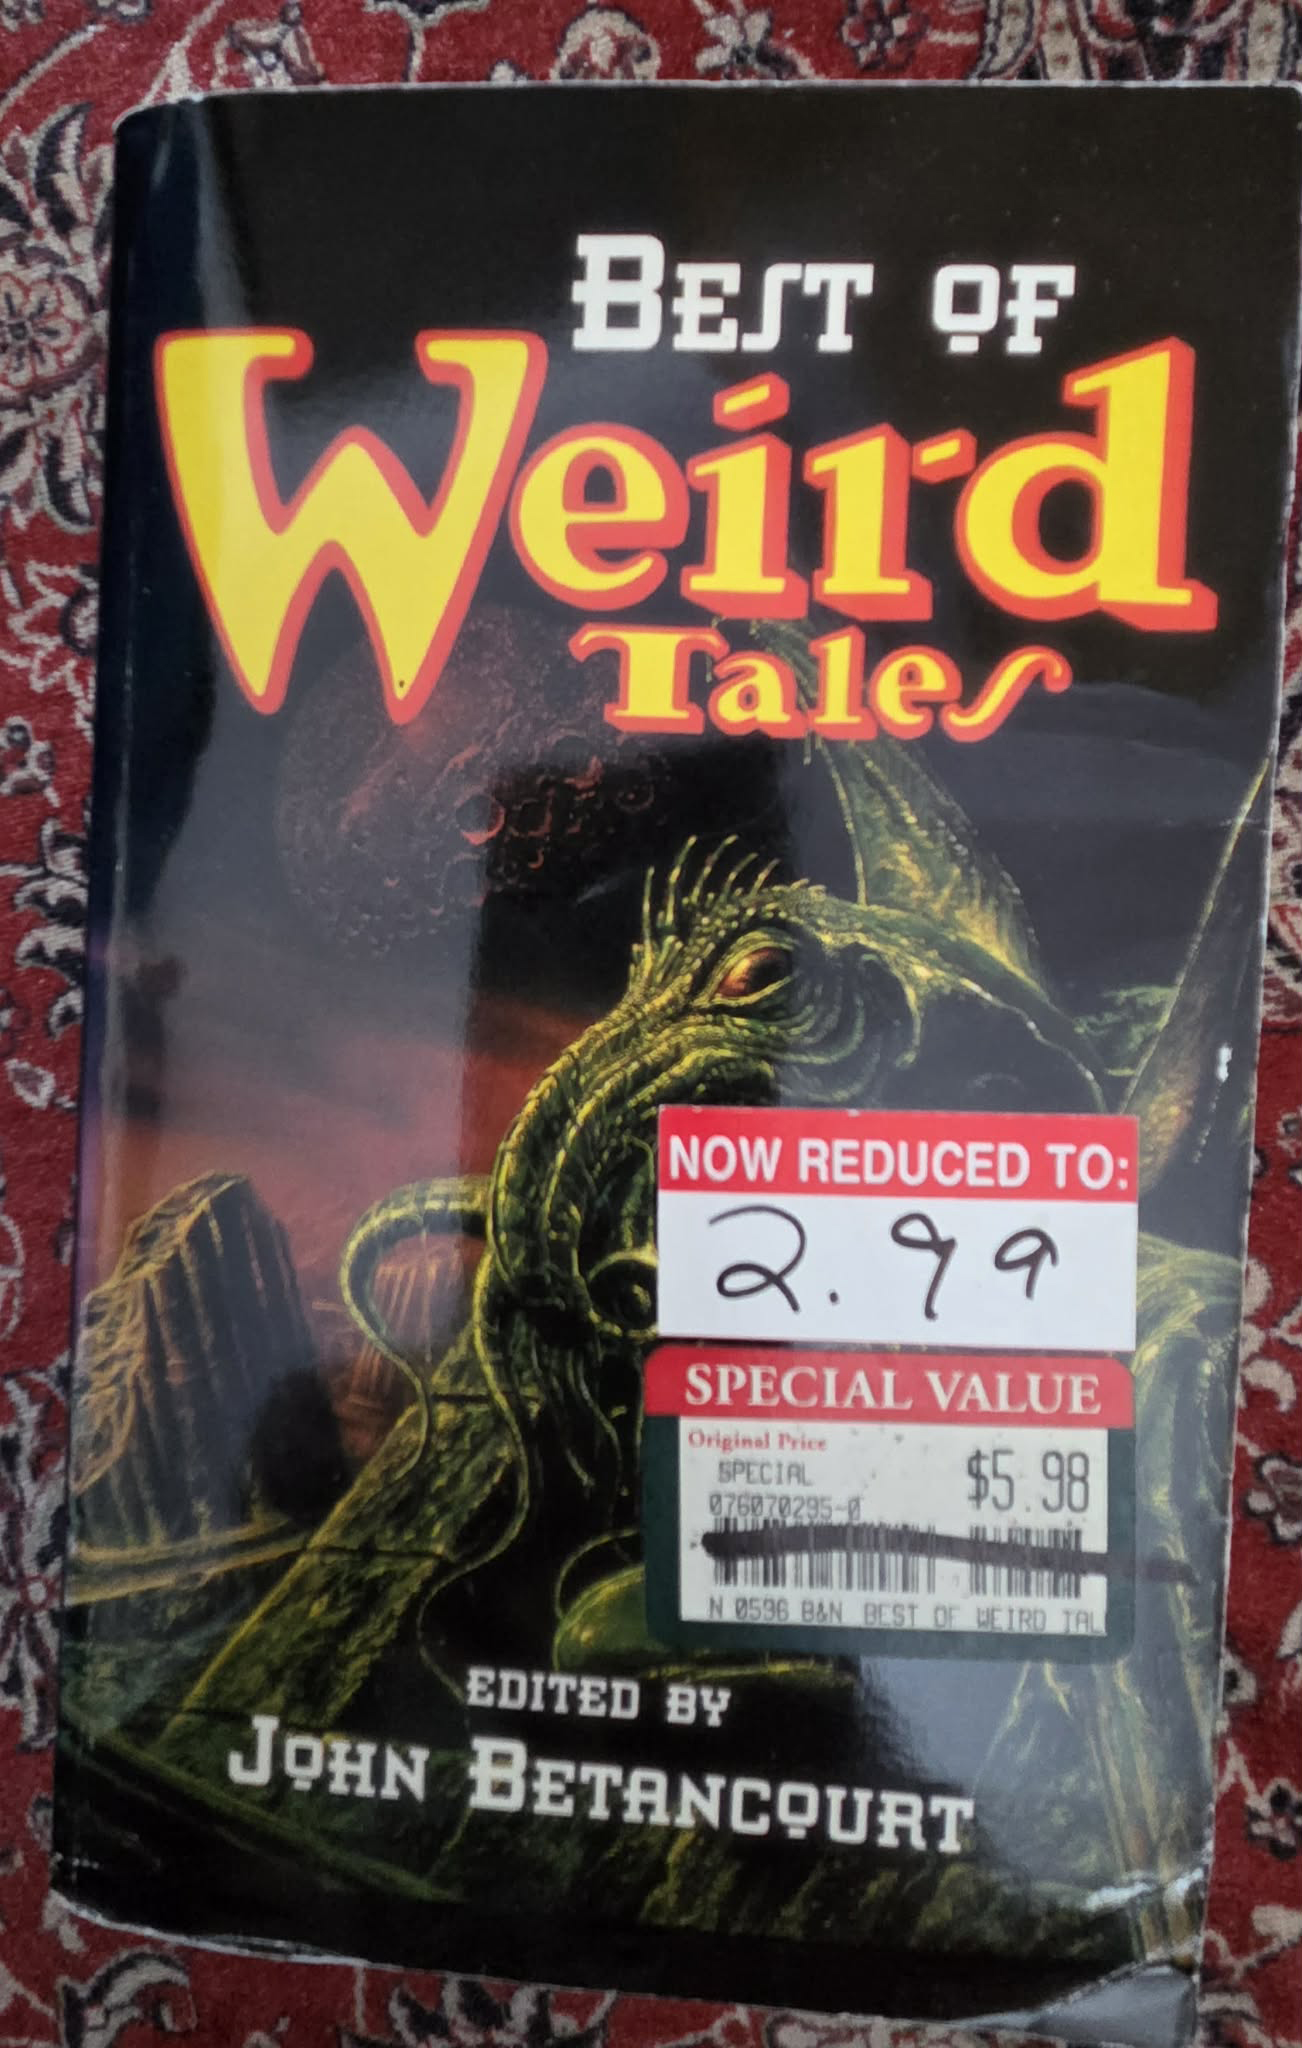 BEST OF
Weird
Tales
NOW REDUCED TO:
2.99
SPECIAL VALUE
Original Price
SPECIAL $5.98
076070295-0
N 0596 B&N BEST OF WEIRD TAL
EDITED BY
JOHN BETANCOURT